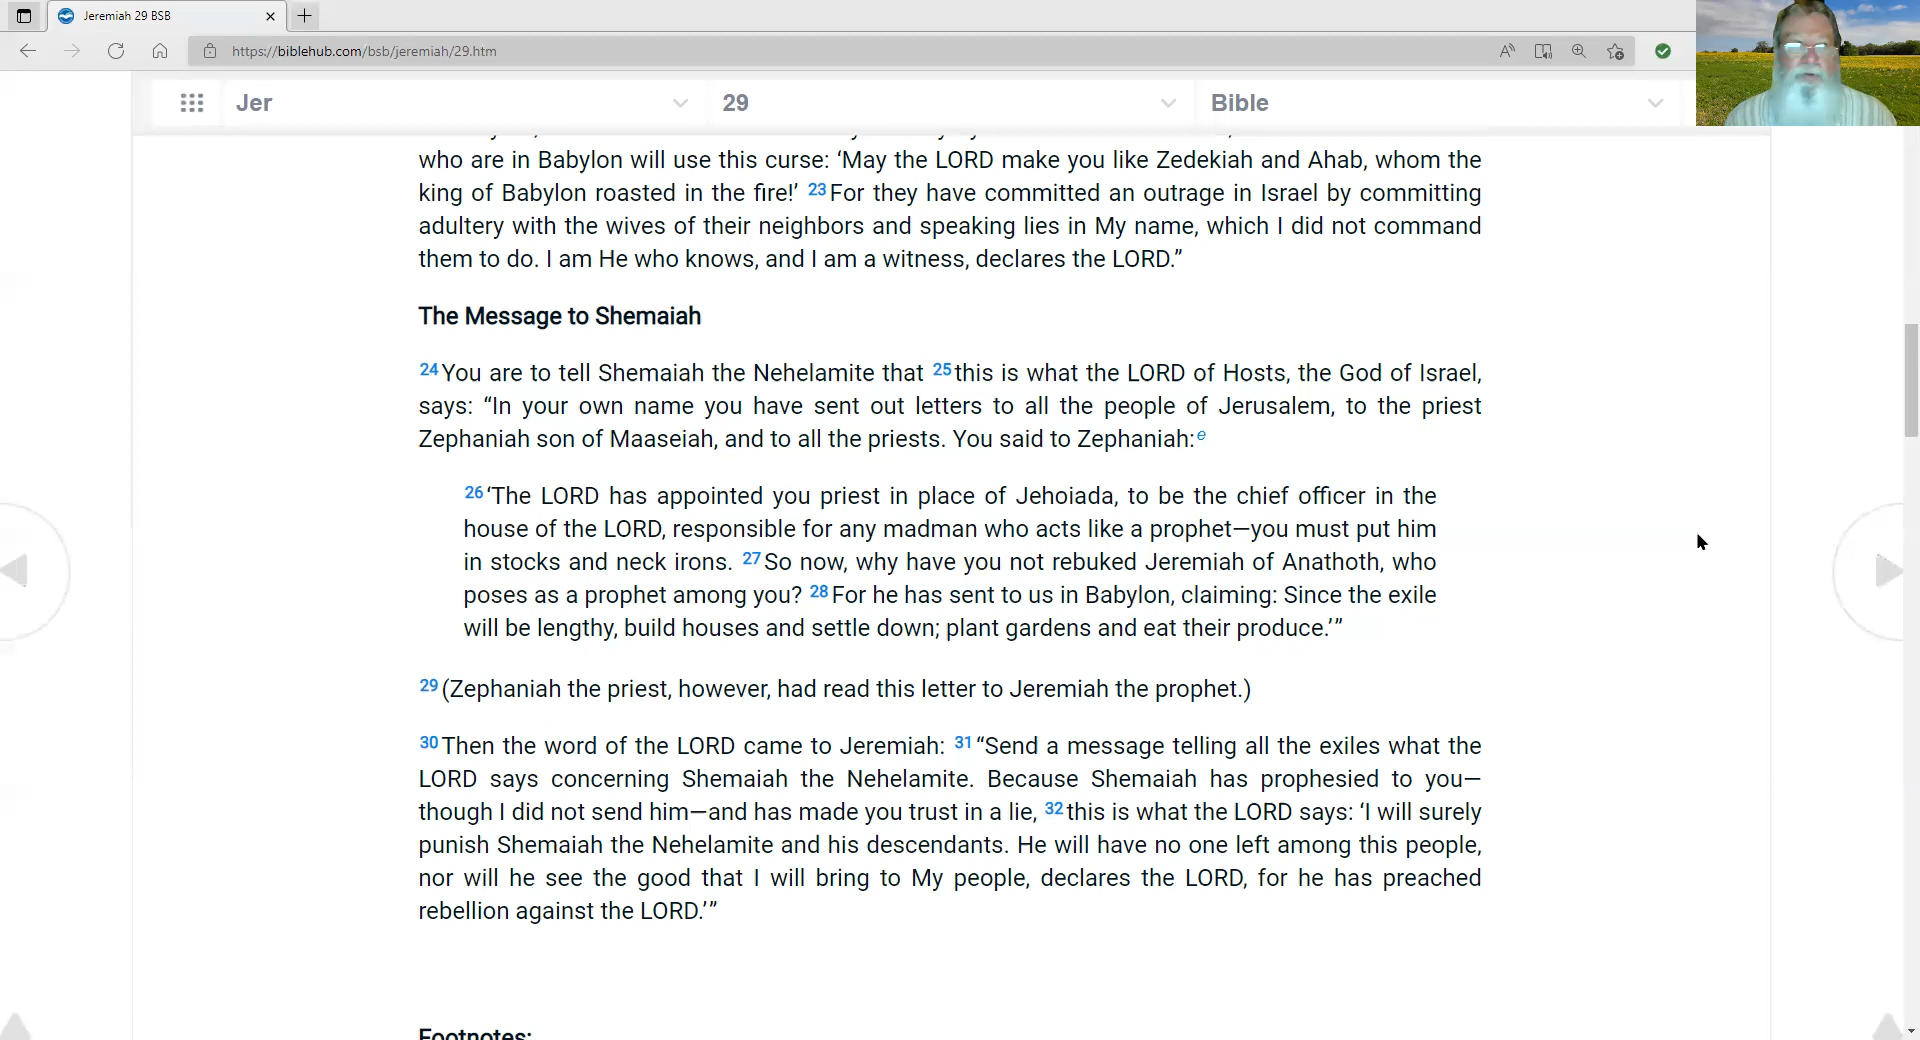 Jeremiah 29 BSB
https://biblehub.com/bsb/jeremiah/29.htm
Jer 29 Bible
who are in Babylon will use this curse: ‘May the LORD make you like Zedekiah and Ahab, whom the
king of Babylon roasted in the fire!’ 23 For they have committed an outrage in Israel by committing
adultery with the wives of their neighbors and speaking lies in My name, which I did not command
them to do. I am He who knows, and I am a witness, declares the LORD.”
The Message to Shemaiah
24 You are to tell Shemaiah the Nehelamite that 25 this is what the LORD of Hosts, the God of Israel,
says: “In your own name you have sent out letters to all the people of Jerusalem, to the priest
Zephaniah son of Maaseiah, and to all the priests. You said to Zephaniah:e
26 ‘The LORD has appointed you priest in place of Jehoiada, to be the chief officer in the
house of the LORD, responsible for any madman who acts like a prophet—you must put him
in stocks and neck irons. 27 So now, why have you not rebuked Jeremiah of Anathoth, who
poses as a prophet among you? 28 For he has sent to us in Babylon, claiming: Since the exile
will be lengthy, build houses and settle down; plant gardens and eat their produce.’”
29 (Zephaniah the priest, however, had read this letter to Jeremiah the prophet.)
30 Then the word of the LORD came to Jeremiah: 31 “Send a message telling all the exiles what the
LORD says concerning Shemaiah the Nehelamite. Because Shemaiah has prophesied to you—
though I did not send him—and has made you trust in a lie, 32 this is what the LORD says: ‘I will surely
punish Shemaiah the Nehelamite and his descendants. He will have no one left among this people,
nor will he see the good that I will bring to My people, declares the LORD, for he has preached
rebellion against the LORD.’”
Footnotes: